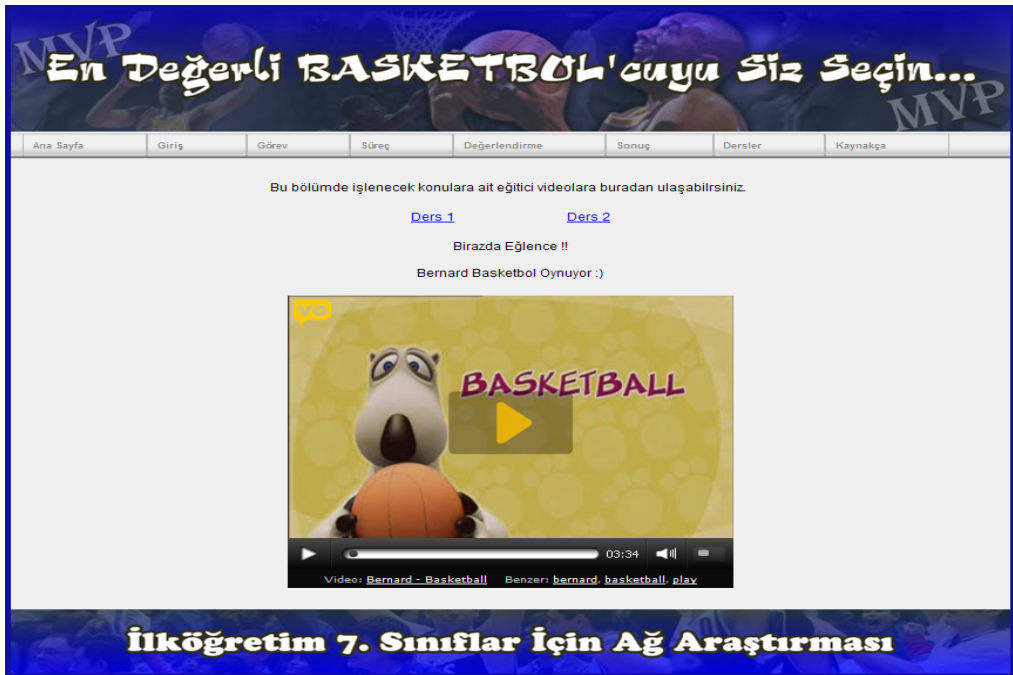 MVP
En Değerli BASKETBOL'cuyu Siz Seçin...
MVP
Ana Sayfa Giriş Görev Süreç Değerlendirme Sonuç Dersler Kaynakça
Bu bölümde işlenecek konulara ait eğitici videolara buradan ulaşabilrsiniz.
Ders 1 Ders 2
Birazda Eğlence !!
Bernard Basketbol Oynuyor :)
VO
BASKETBALL
03:34
Video: Bernard - Basketball Benzer: bernard, basketball, play
İlköğretim 7. Sınıflar İçin Ağ Araştırması